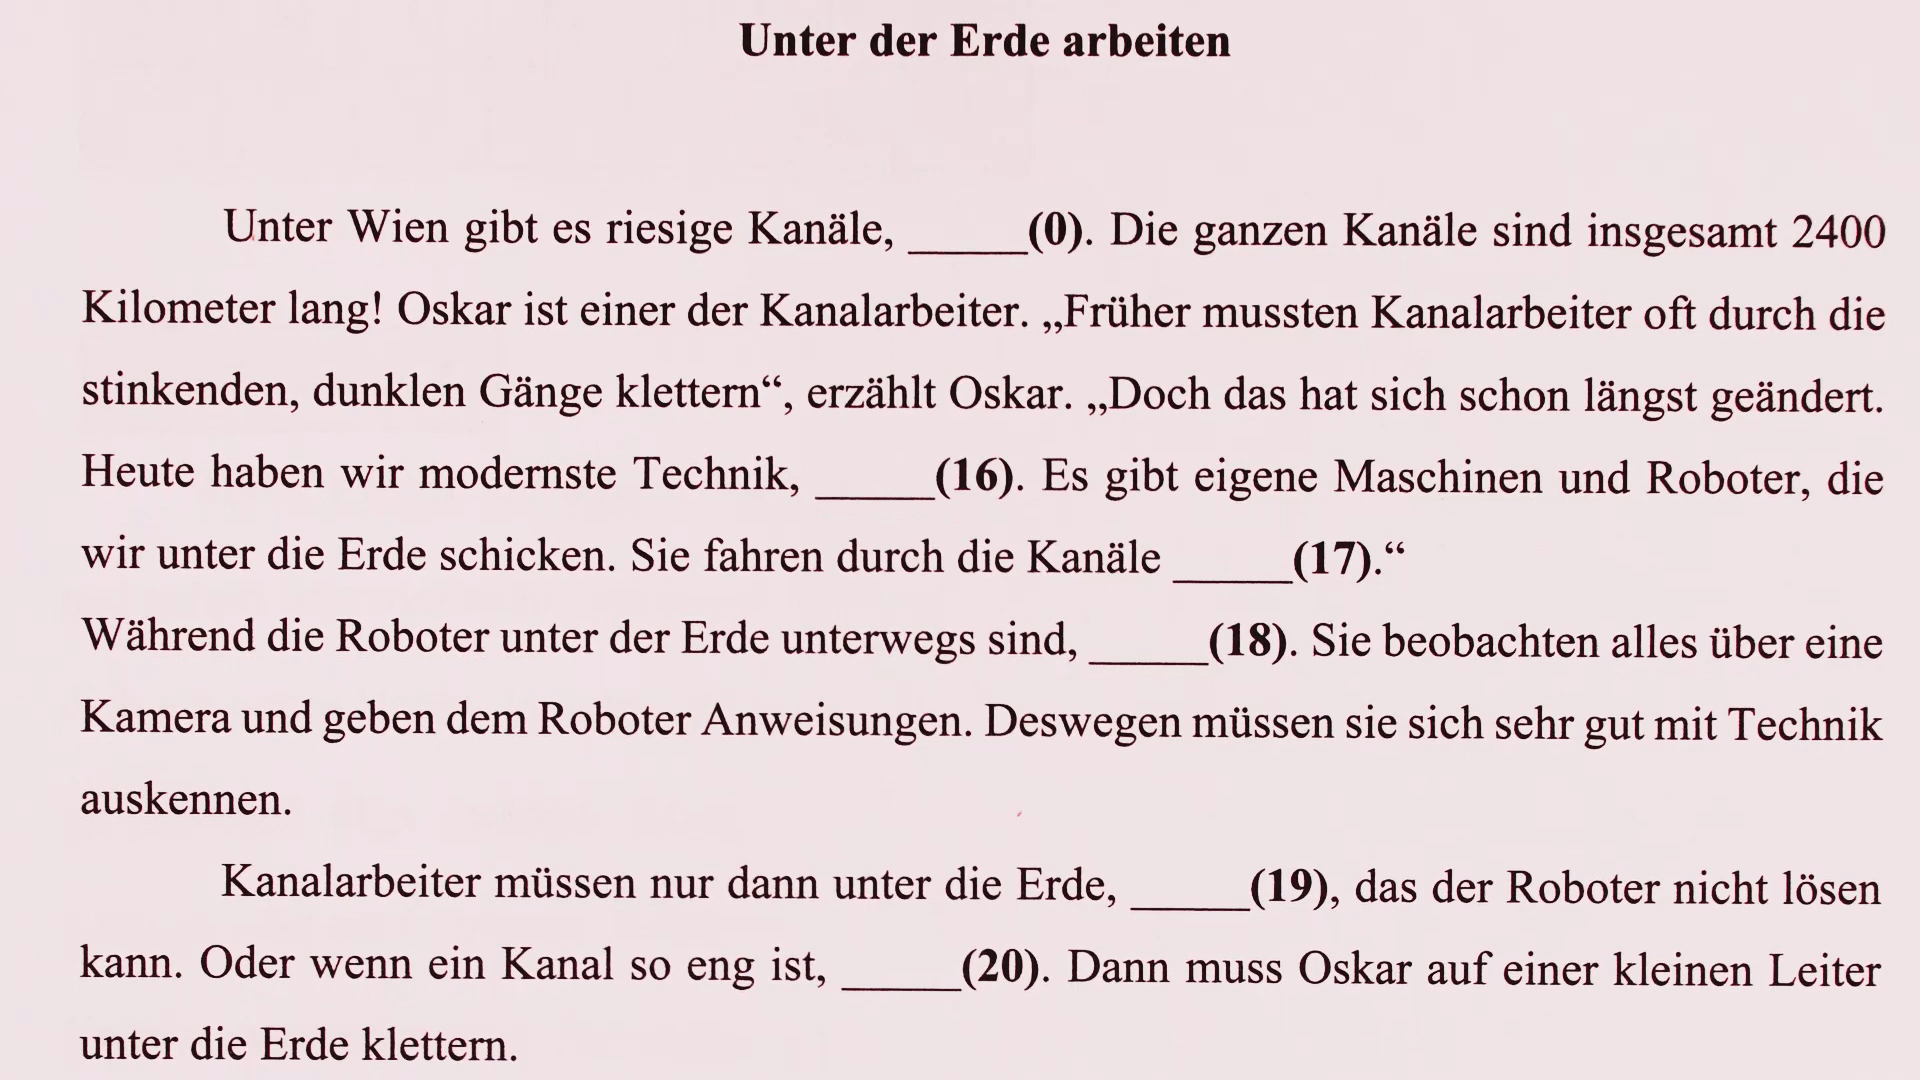 Unter der Erde arbeiten
Unter Wien gibt es riesige Kanäle, _____(0). Die ganzen Kanäle sind insgesamt 2400
Kilometer lang! Oskar ist einer der Kanalarbeiter. „Früher mussten Kanalarbeiter oft durch die
stinkenden, dunklen Gänge klettern“, erzählt Oskar. „Doch das hat sich schon längst geändert.
Heute haben wir modernste Technik, _____(16). Es gibt eigene Maschinen und Roboter, die
wir unter die Erde schicken. Sie fahren durch die Kanäle _____(17).“
Während die Roboter unter der Erde unterwegs sind, _____(18). Sie beobachten alles über eine
Kamera und geben dem Roboter Anweisungen. Deswegen müssen sie sich sehr gut mit Technik
auskennen.
Kanalarbeiter müssen nur dann unter die Erde, _____(19), das der Roboter nicht lösen
kann. Oder wenn ein Kanal so eng ist, _____(20). Dann muss Oskar auf einer kleinen Leiter
unter die Erde klettern.